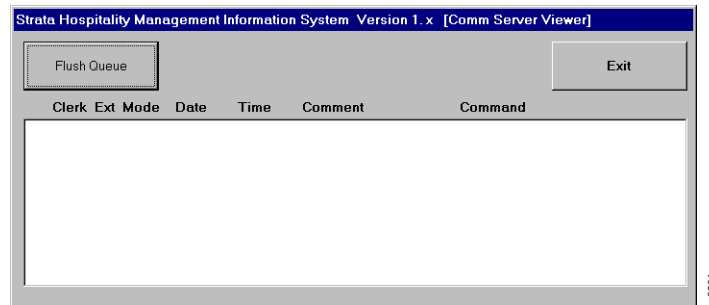 Strata Hospitality Management Information System Version 1.x [Comm Server Viewer]
Flush Queue Exit
Clerk Ext Mode Date Time Comment Command